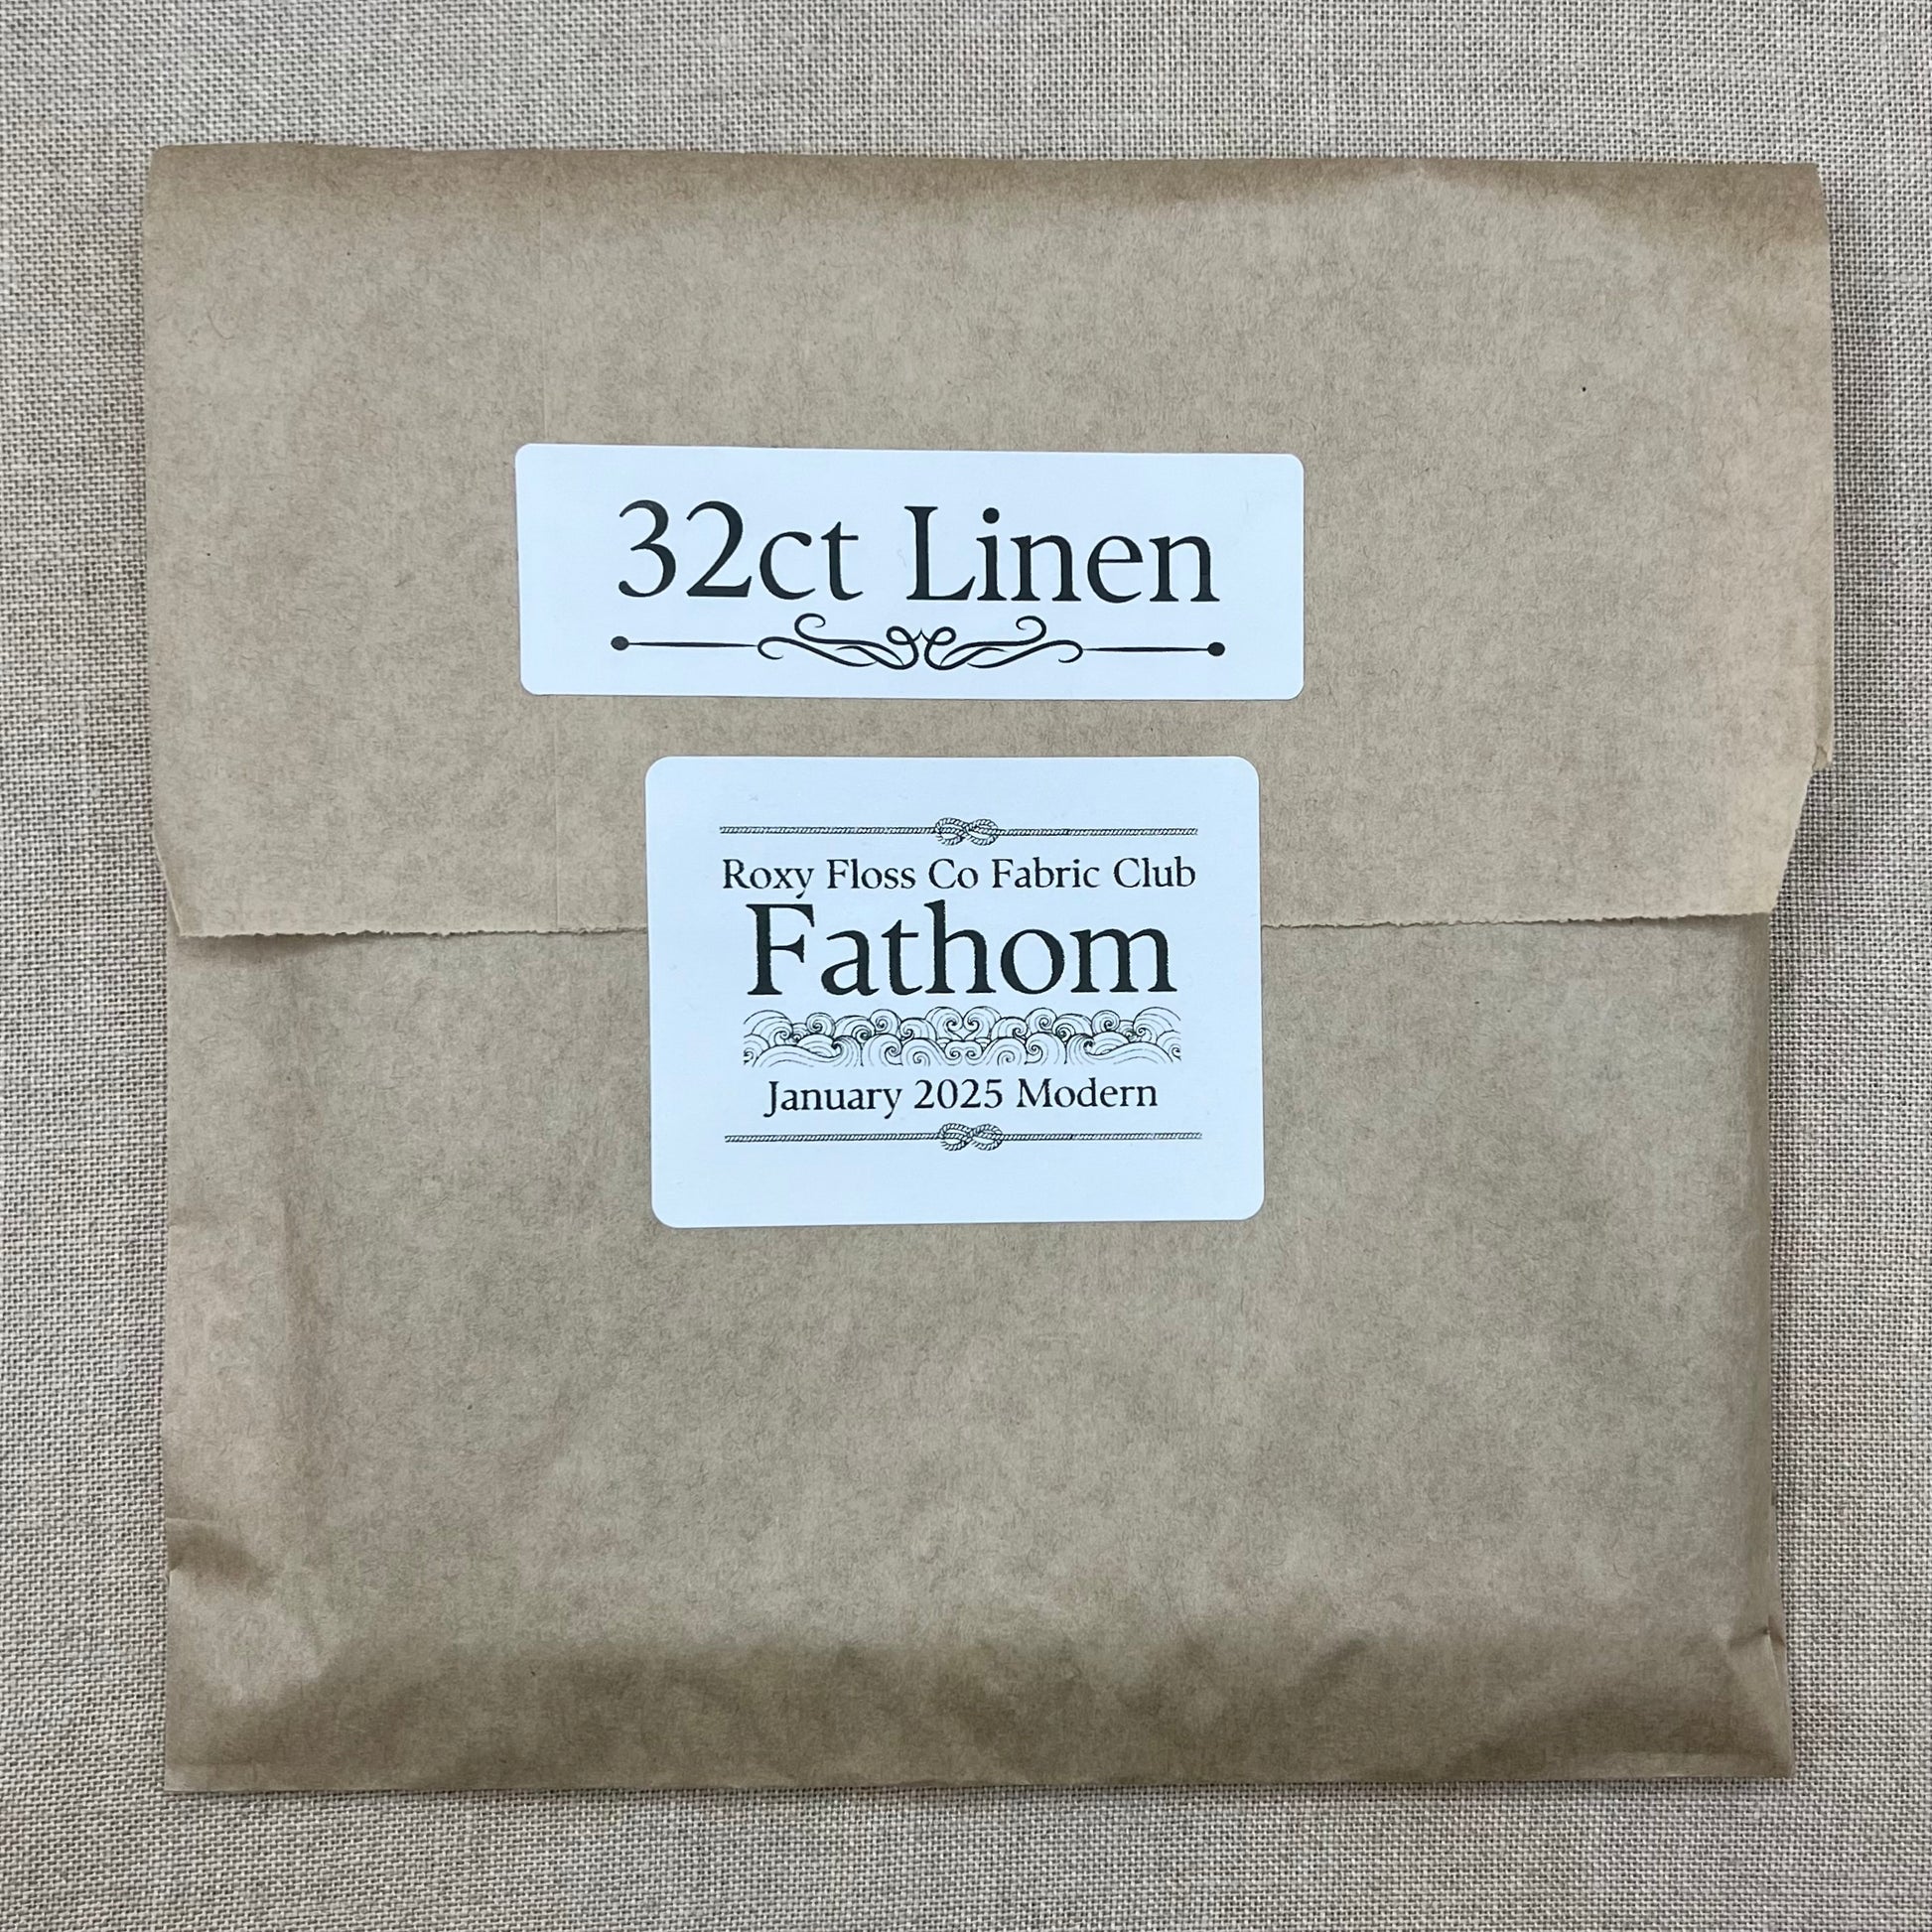 32ct Linen
Roxy Floss Co Fabric Club
Fathom
January 2025 Modern